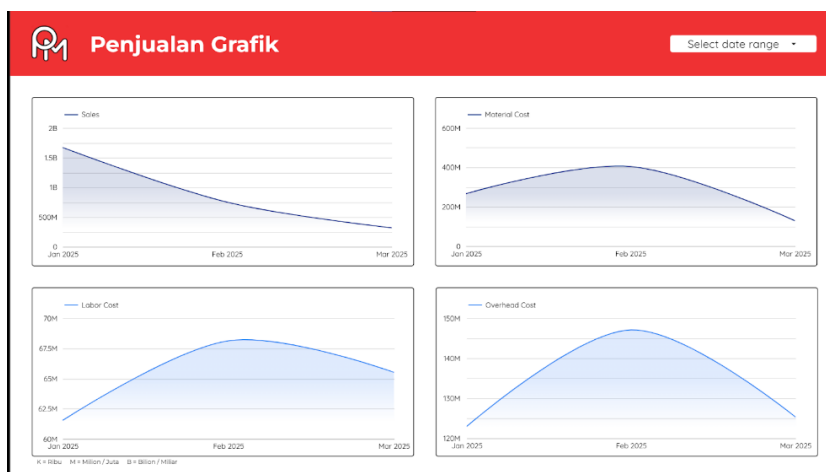 PM Penjualan Grafik
Select date range
Sales
2B
1.5B
1B
500M
0
Jan 2025 Feb 2025 Mar 2025
Material Cost
600M
400M
200M
0
Jan 2025 Feb 2025 Mar 2025
Labor Cost
70M
67.5M
65M
62.5M
60M
Jan 2025 Feb 2025 Mar 2025
Overhead Cost
150M
140M
130M
120M
Jan 2025 Feb 2025 Mar 2025
K = Ribu M = Milion / Juta B = Bilion / Miliar